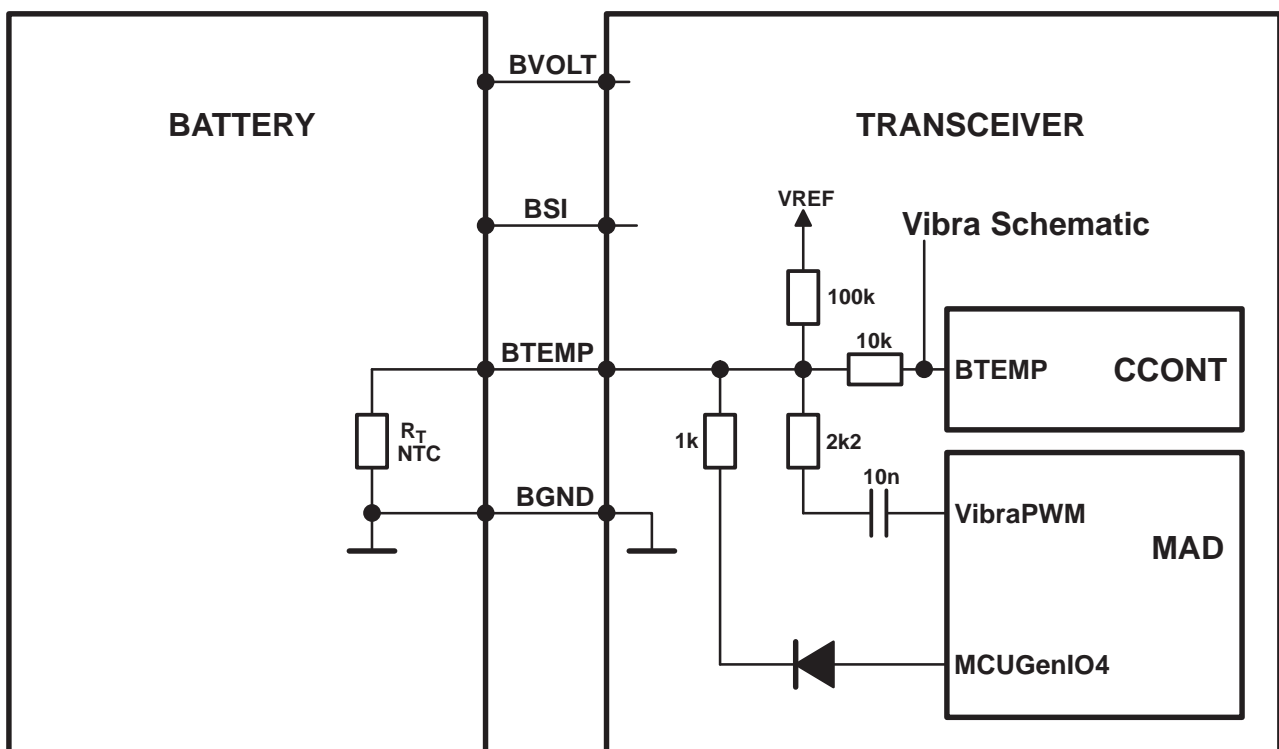 BVOLT
BATTERY
TRANSCEIVER
BSI
VREF
Vibra Schematic
100k
BTEMP
10k
BTEMP
CCONT
RT
NTC
1k
2k2
10n
BGND
VibraPWM
MAD
MCUGenIO4